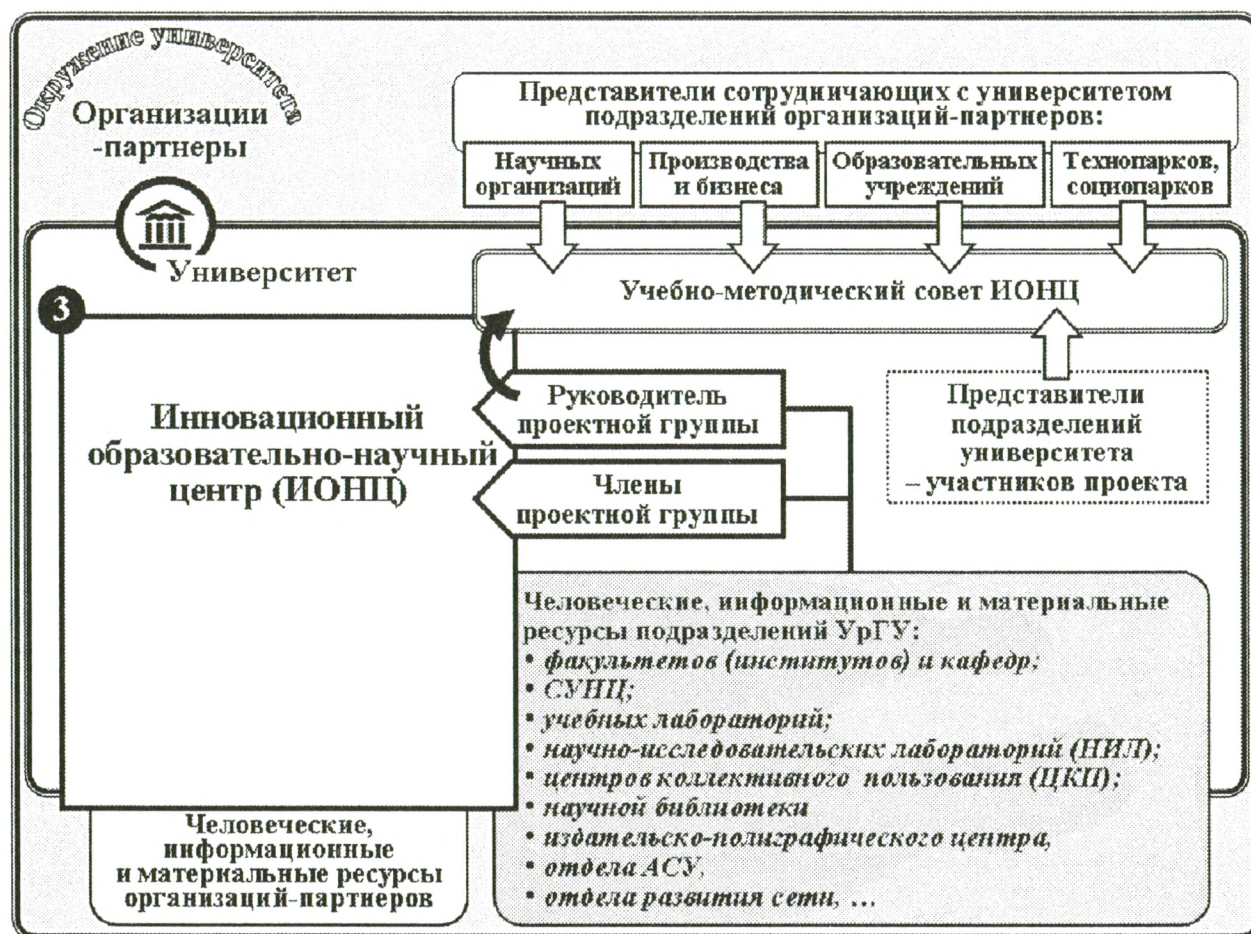 Окружение университета
Организации
-партнеры
Представители сотрудничающих с университетом
подразделений организаций-партнеров:
Научных
организаций
Производства
и бизнеса
Образовательных
учреждений
Технопарков,
социопарков
Университет
Учебно-методический совет ИОНЦ
3
Инновационный
образовательно-научный
центр (ИОНЦ)
Руководитель
проектной группы
Члены
проектной группы
Представители
подразделений
университета
– участников проекта
Человеческие, информационные и материальные
ресурсы подразделений УрГУ:
• факультетов (институтов) и кафедр;
• СУНЦ;
• учебных лабораторий;
• научно-исследовательских лабораторий (НИЛ);
• центров коллективного пользования (ЦКП);
• научной библиотеки
• издательско-полиграфического центра,
• отдела АСУ,
• отдела развития сети, …
Человеческие,
информационные
и материальные ресурсы
организаций-партнеров